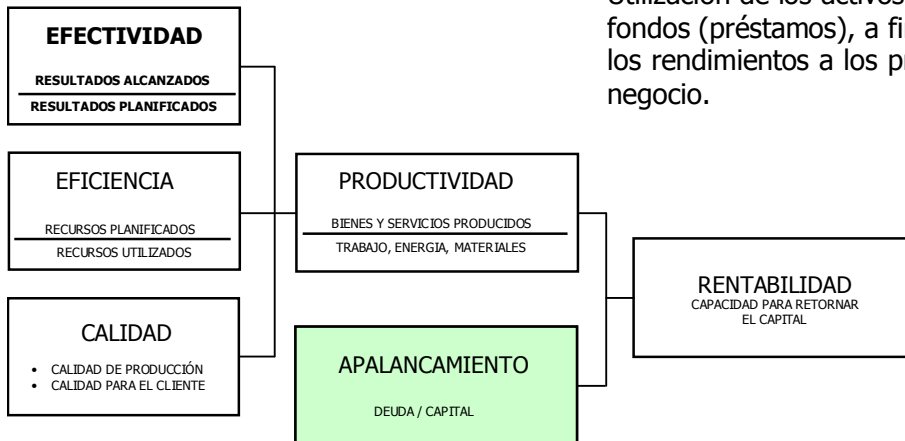 Utilización de los activos
fondos (préstamos), a fi
los rendimientos a los p
negocio.
EFECTIVIDAD
RESULTADOS ALCANZADOS
RESULTADOS PLANIFICADOS
EFICIENCIA
RECURSOS PLANIFICADOS
RECURSOS UTILIZADOS
CALIDAD
• CALIDAD DE PRODUCCIÓN
• CALIDAD PARA EL CLIENTE
PRODUCTIVIDAD
BIENES Y SERVICIOS PRODUCIDOS
TRABAJO, ENERGIA, MATERIALES
APALANCAMIENTO
DEUDA / CAPITAL
RENTABILIDAD
CAPACIDAD PARA RETORNAR
EL CAPITAL